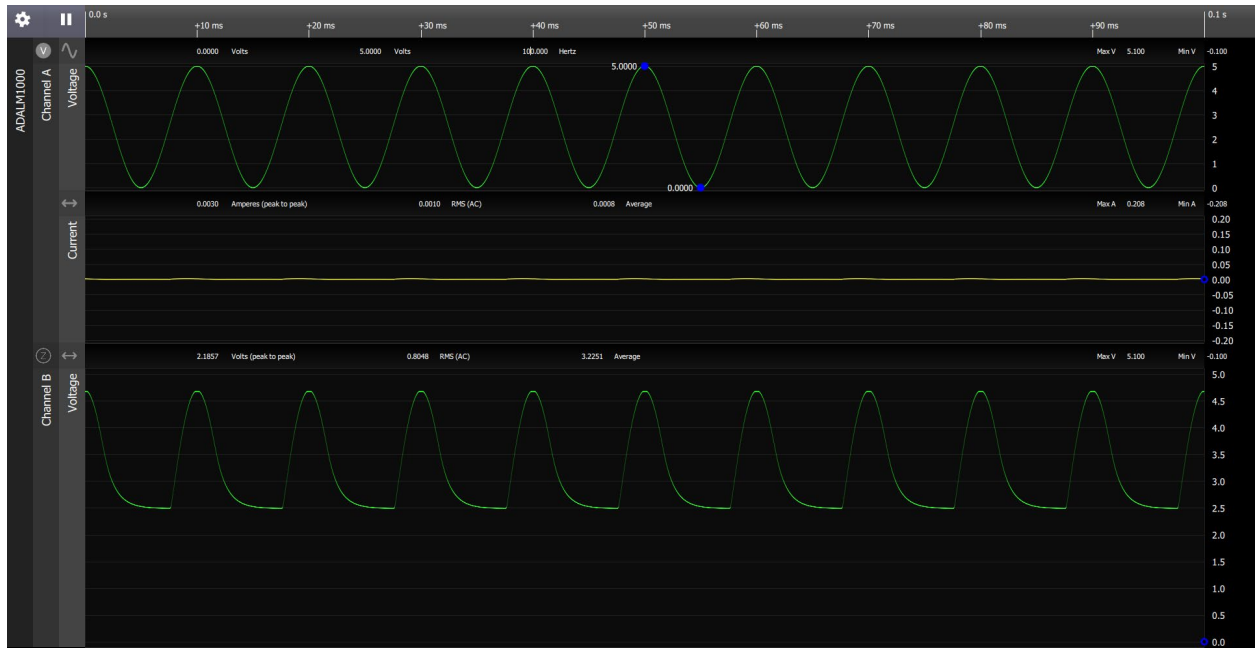 0.0 s +10 ms +20 ms +30 ms +40 ms +50 ms +60 ms +70 ms +80 ms +90 ms 0.1 s
ADALM1000
Channel A
V
Voltage
0.0000 Volts 5.0000 Volts 100.000 Hertz Max V 5.100 Min V -0.100
5.0000
0.0000
5
4
3
2
1
0
Current
0.0030 Amperes (peak to peak) 0.0010 RMS (AC) 0.0008 Average Max A 0.208 Min A -0.208
0.20
0.15
0.10
0.05
0.00
-0.05
-0.10
-0.15
-0.20
Channel B
Z
Voltage
2.1857 Volts (peak to peak) 0.8048 RMS (AC) 3.2251 Average Max V 5.100 Min V -0.100
5.0
4.5
4.0
3.5
3.0
2.5
2.0
1.5
1.0
0.5
0.0